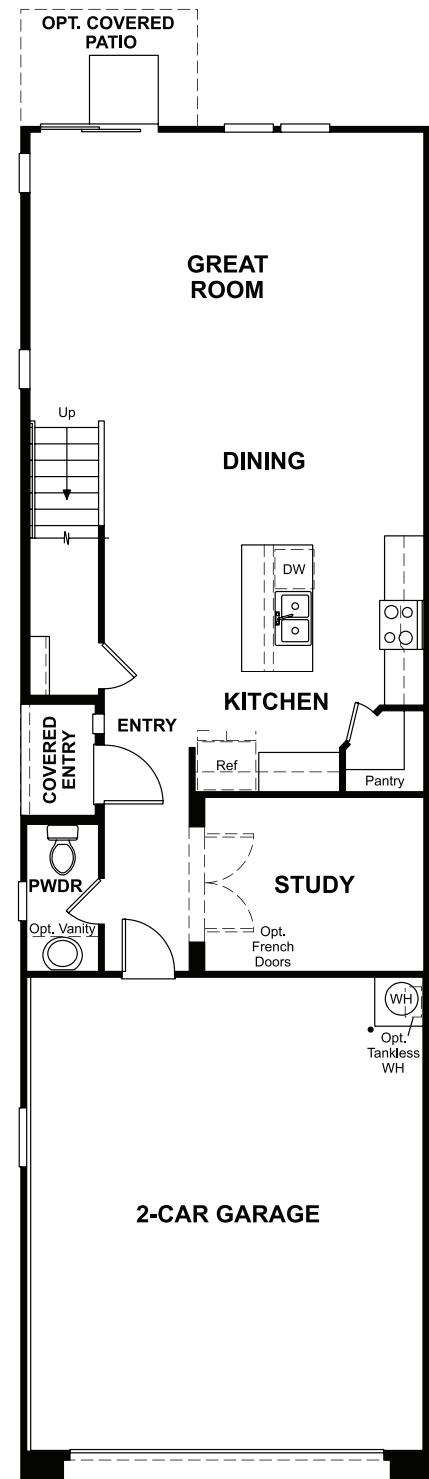 OPT. COVERED
PATIO
GREAT
ROOM
Up
DINING
DW
KITCHEN
ENTRY
COVERED
ENTRY
Ref
Pantry
PWDR
Opt. Vanity
STUDY
Opt.
French
Doors
WH
Opt.
Tankless
WH
2-CAR GARAGE